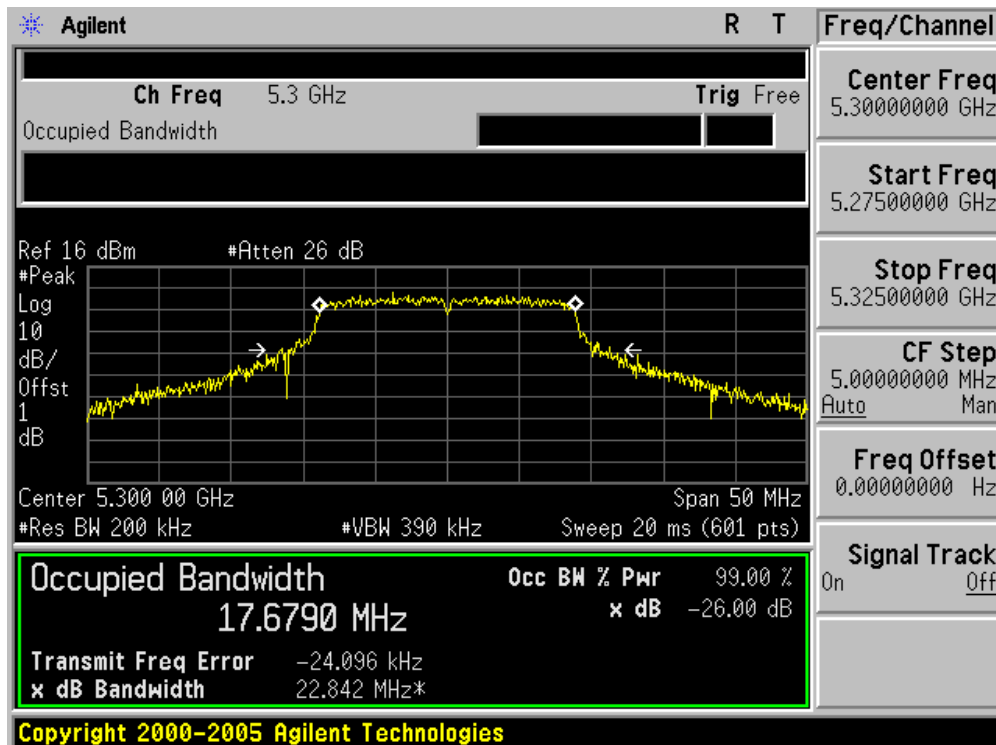 Agilent R T
Ch Freq 5.3 GHz Trig Free
Occupied Bandwidth
Ref 16 dBm #Atten 26 dB
#Peak
Log
10
dB/
Offst
1
dB
Center 5.300 00 GHz Span 50 MHz
#Res BW 200 kHz #VBW 390 kHz Sweep 20 ms (601 pts)
Occupied Bandwidth Occ BW % Pwr 99.00 %
17.6790 MHz x dB -26.00 dB
Transmit Freq Error -24.096 kHz
x dB Bandwidth 22.842 MHz*
Copyright 2000-2005 Agilent Technologies
Freq/Channel
Center Freq
5.30000000 GHz
Start Freq
5.27500000 GHz
Stop Freq
5.32500000 GHz
CF Step
5.00000000 MHz
Auto Man
Freq Offset
0.00000000 Hz
Signal Track
On Off